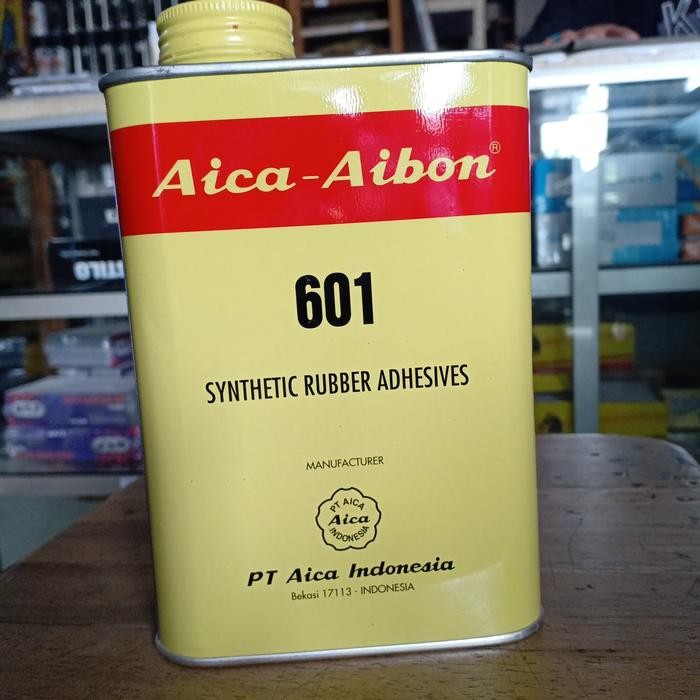 Aica-Aibon®
601
SYNTHETIC RUBBER ADHESIVES
MANUFACTURER
PT AICA
Aica
INDONESIA
PT Aica Indonesia
Bekasi 17113 - INDONESIA